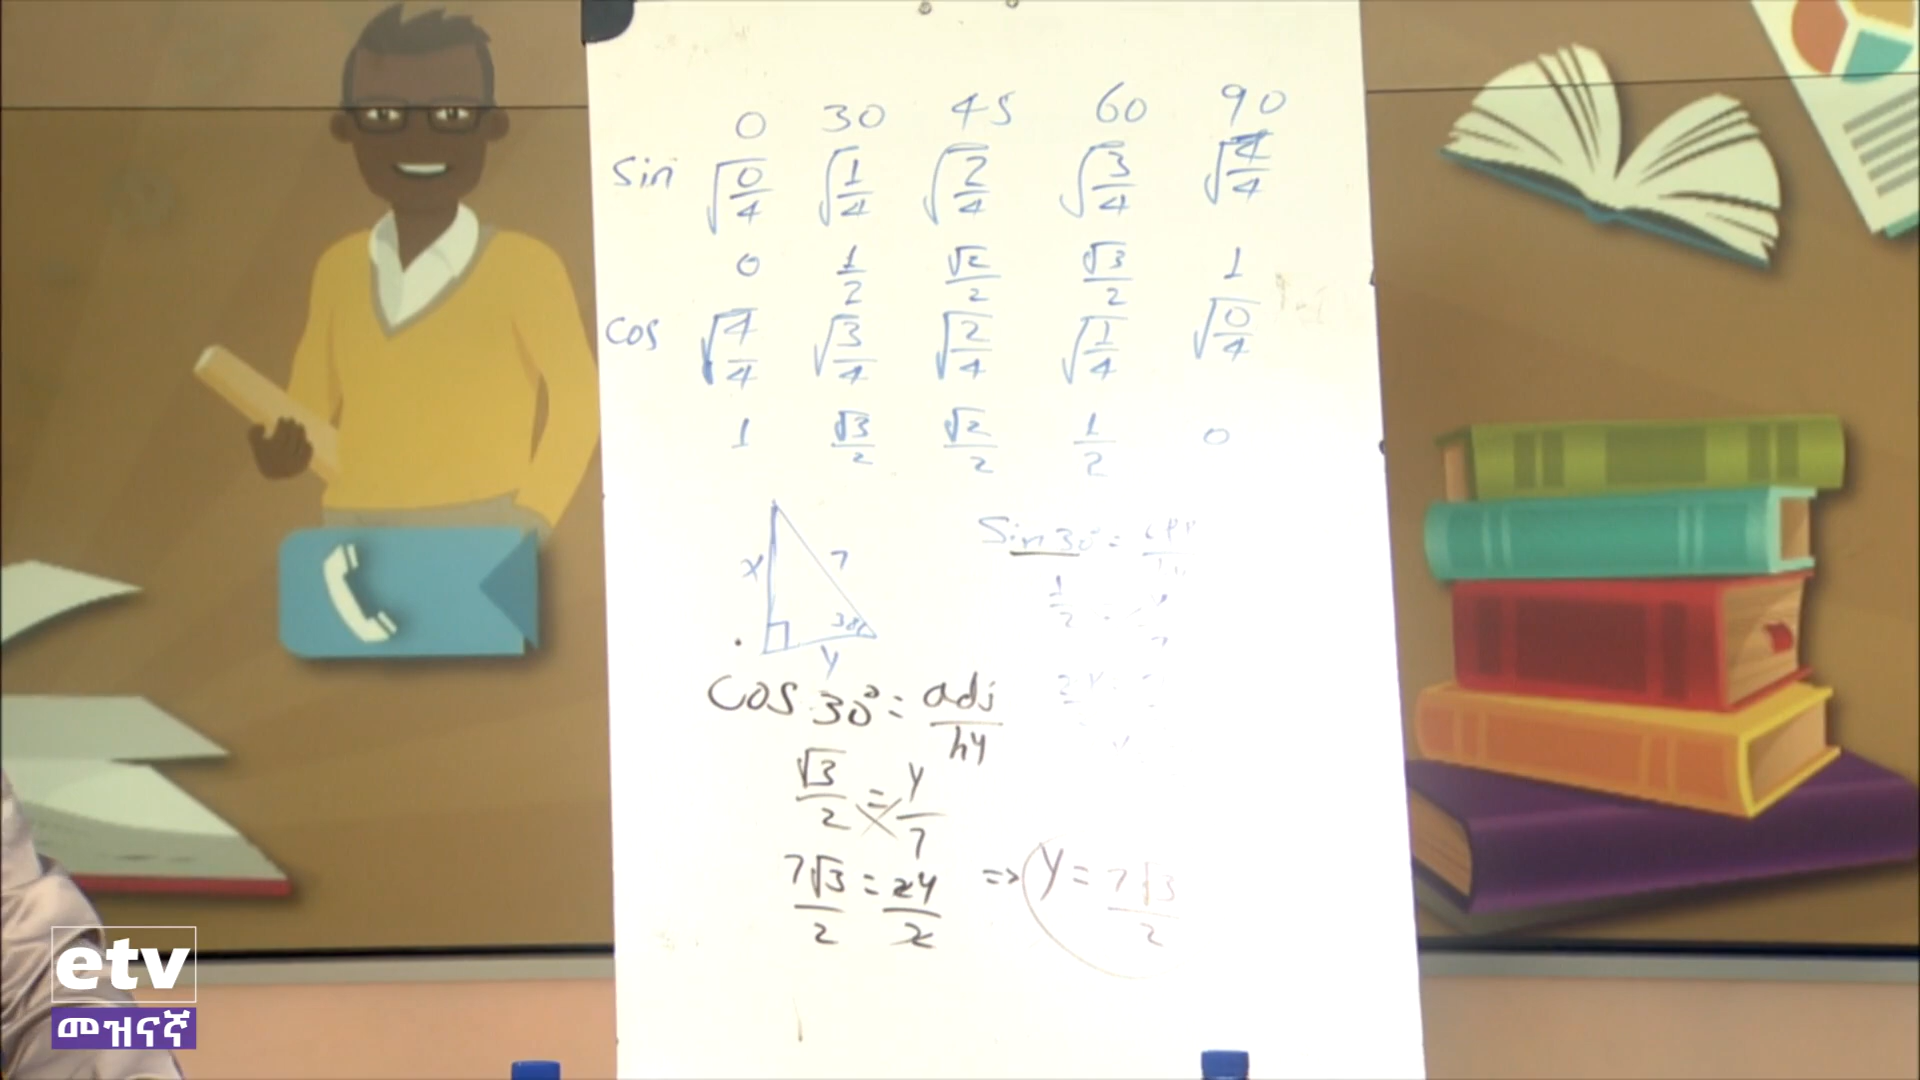 0 30 45 60 90
Sin √0/4 √1/4 √2/4 √3/4 √4/4
0 1/2 √2/2 √3/2 1
Cos √4/4 √3/4 √2/4 √1/4 √0/4
1 √3/2 √2/2 1/2 0
x 7 30°
y
Sin 30° = opp
1/2
cos 30° = adj/hy
√3/2 = y/7
7√3/2 = 2y/2 => y = 7√3/2
etv
መዝናኛ